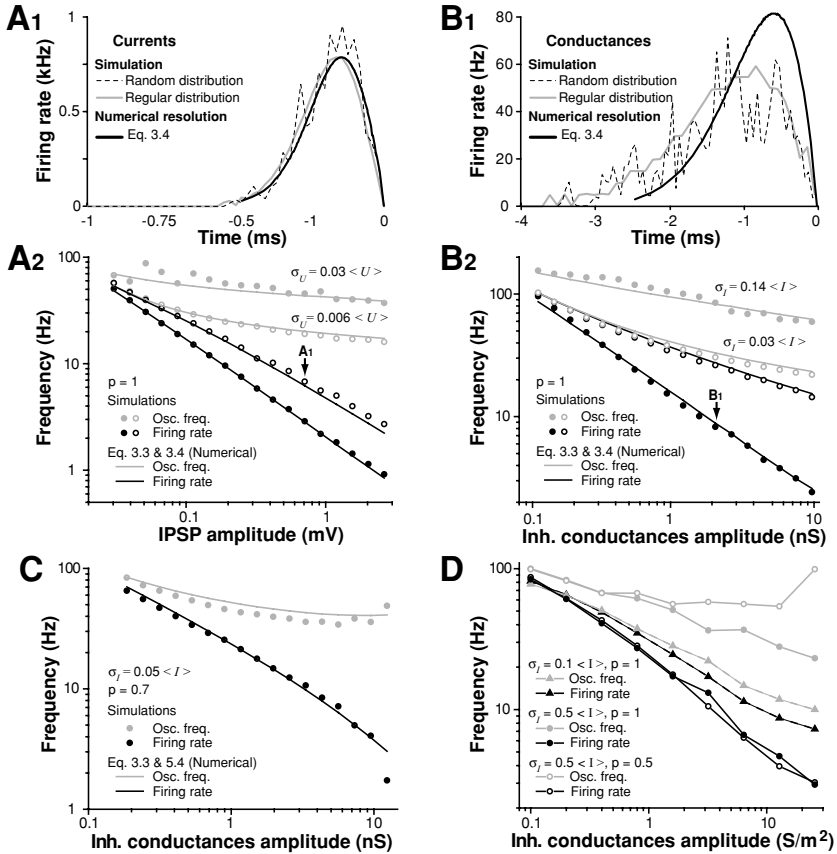 A1
Firing rate (kHz)
1
0.5
0
Currents
Simulation
Random distribution
Regular distribution
Numerical resolution
Eq. 3.4
-1
-0.75
-0.5
-1
0
Time (ms)
B1
Firing rate (Hz)
80
60
40
20
0
Conductances
Simulation
Random distribution
Regular distribution
Numerical resolution
Eq. 3.4
-4
-3
-2
-1
0
Time (ms)
A2
Frequency (Hz)
100
10
1
σU = 0.03 < U >
σU = 0.006 < U >
A1
p = 1
Simulations
Osc. freq.
Firing rate
Eq. 3.3 & 3.4 (Numerical)
Osc. freq.
Firing rate
0.1
1
IPSP amplitude (mV)
B2
Frequency (Hz)
100
10
σI = 0.14 < I >
σI = 0.03 < I >
B1
p = 1
Simulations
Osc. freq.
Firing rate
Eq. 3.3 & 3.4 (Numerical)
Osc. freq.
Firing rate
0.1
1
10
Inh. conductances amplitude (nS)
C
Frequency (Hz)
100
10
1
σI = 0.05 < I >
p = 0.7
Simulations
Osc. freq.
Firing rate
Eq. 3.3 & 5.4 (Numerical)
Osc. freq.
Firing rate
0.1
1
10
Inh. conductances amplitude (nS)
D
Frequency (Hz)
100
10
σI = 0.1 < I >, p = 1
Osc. freq.
Firing rate
σI = 0.5 < I >, p = 1
Osc. freq.
Firing rate
σI = 0.5 < I >, p = 0.5
Osc. freq.
Firing rate
0.1
1
10
Inh. conductances amplitude (S/m²)